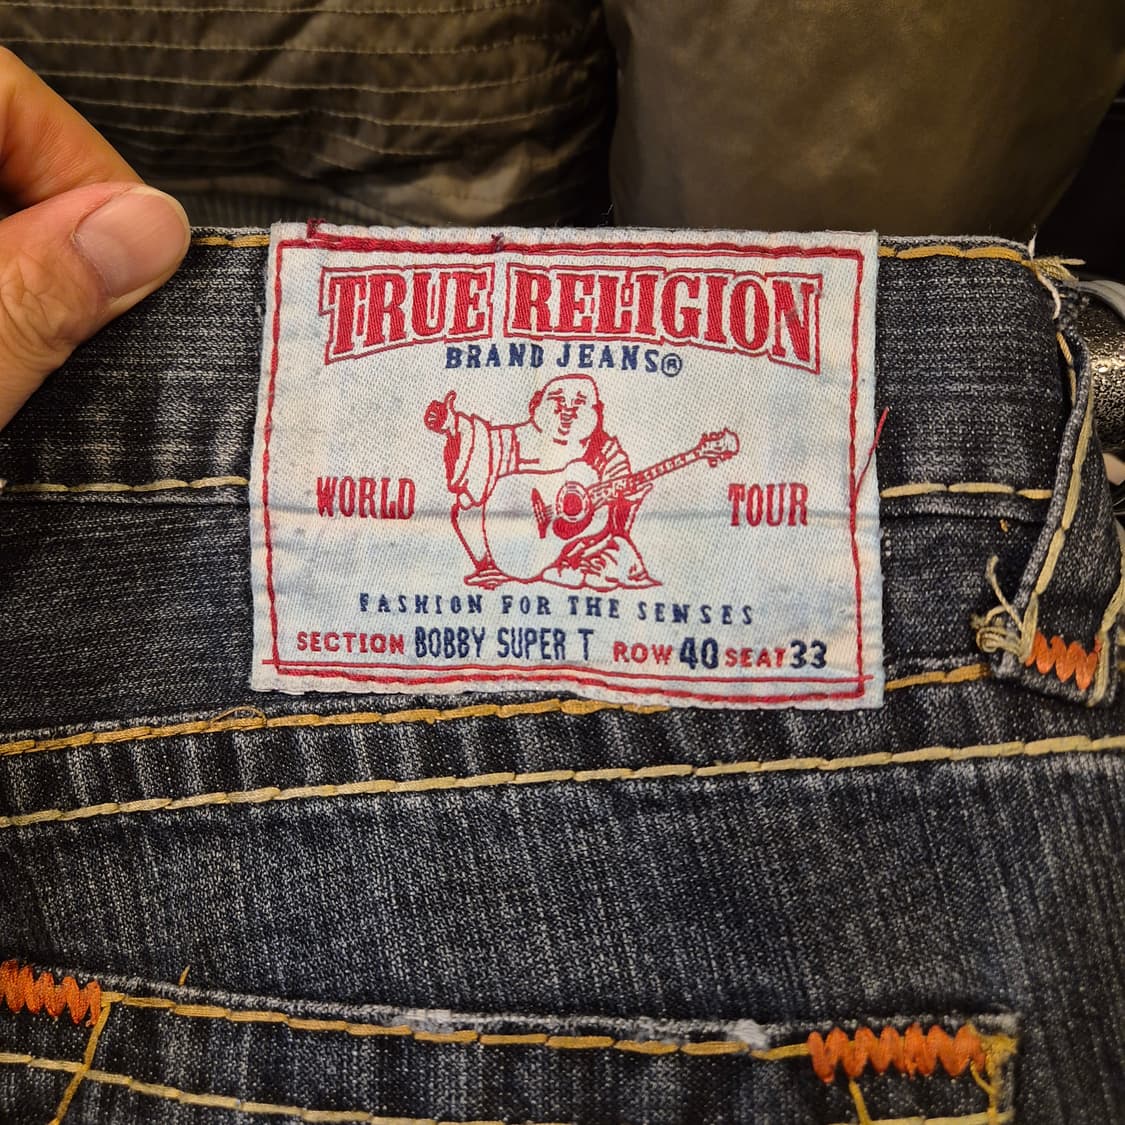 TRUE RELIGION
BRAND JEANS®
WORLD TOUR
FASHION FOR THE SENSES
SECTION BOBBY SUPER T ROW 40 SEAT 33